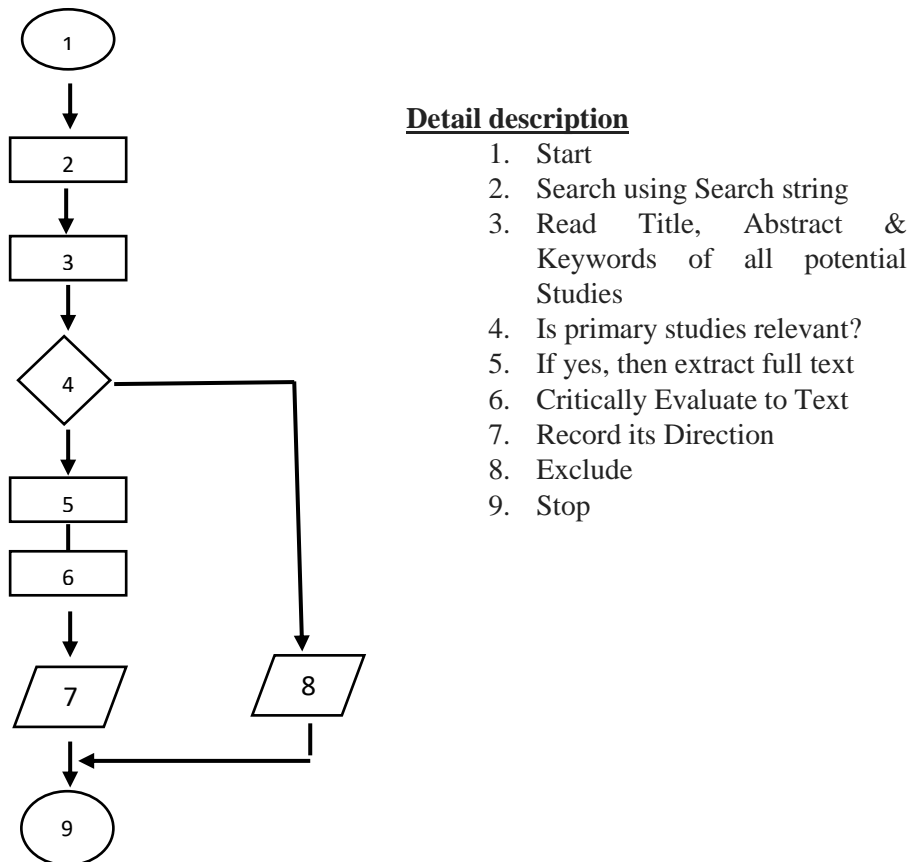 1
2
3
4
5
6
7
8
9
Detail description
1. Start
2. Search using Search string
3. Read Title, Abstract &
Keywords of all potential
Studies
4. Is primary studies relevant?
5. If yes, then extract full text
6. Critically Evaluate to Text
7. Record its Direction
8. Exclude
9. Stop